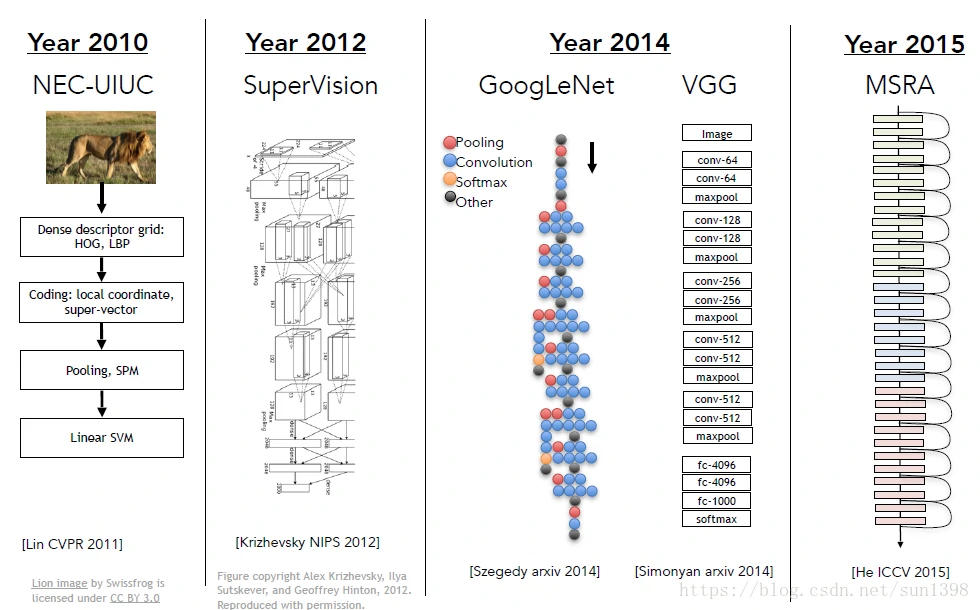 Year 2010
NEC-UIUC
Dense descriptor grid:
HOG, LBP
Coding: local coordinate,
super-vector
Pooling, SPM
Linear SVM
[Lin CVPR 2011]
Lion image by Swissfrog is
licensed under CC BY 3.0
Year 2012
SuperVision
[Krizhevsky NIPS 2012]
Figure copyright Alex Krizhevsky, Ilya
Sutskever, and Geoffrey Hinton, 2012.
Reproduced with permission.
Year 2014
GoogLeNet
Pooling
Convolution
Softmax
Other
[Szegedy arxiv 2014]
VGG
Image
conv-64
conv-64
maxpool
conv-128
conv-128
maxpool
conv-256
conv-256
maxpool
conv-512
conv-512
maxpool
conv-512
conv-512
maxpool
fc-4096
fc-4096
fc-1000
softmax
[Simonyan arxiv 2014]
Year 2015
MSRA
[He ICCV 2015]
https://blog.csdn.net/sun1398